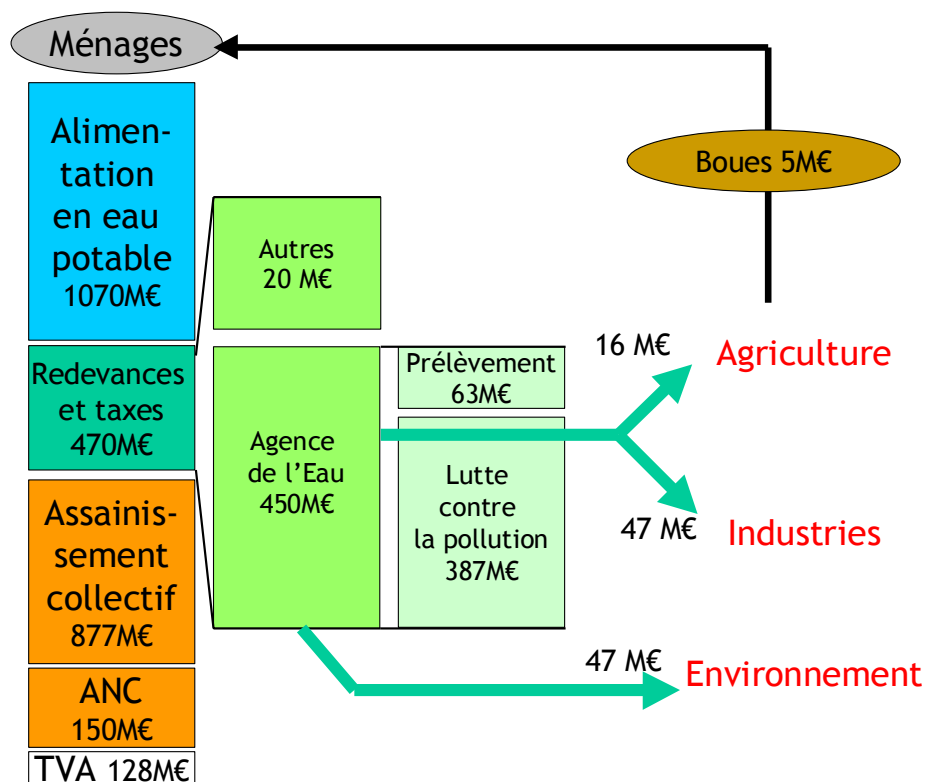 Ménages
Alimen-
tation
en eau
potable
1070M€
Redevances
et taxes
470M€
Assainis-
sement
collectif
877M€
ANC
150M€
TVA 128M€
Autres
20 M€
Agence
de l’Eau
450M€
Prélèvement
63M€
Lutte
contre
la pollution
387M€
Boues 5M€
16 M€
Agriculture
47 M€
Industries
47 M€
Environnement